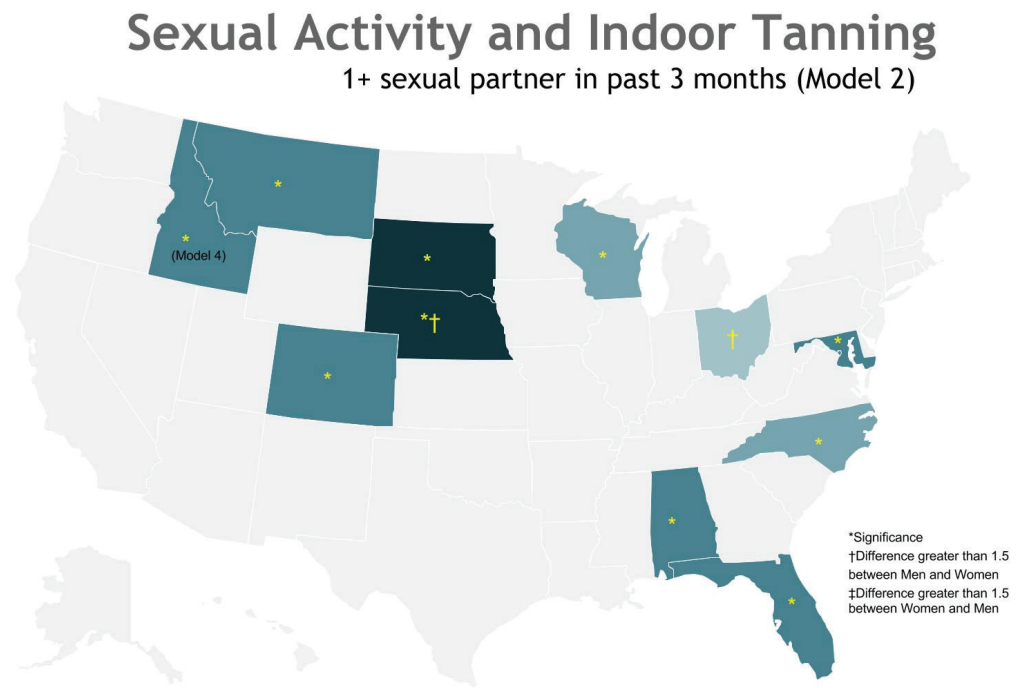 Sexual Activity and Indoor Tanning
1+ sexual partner in past 3 months (Model 2)
*
*
(Model 4)
*
*
*†
†
*
*
*
*
*
*Significance
†Difference greater than 1.5
between Men and Women
‡Difference greater than 1.5
between Women and Men